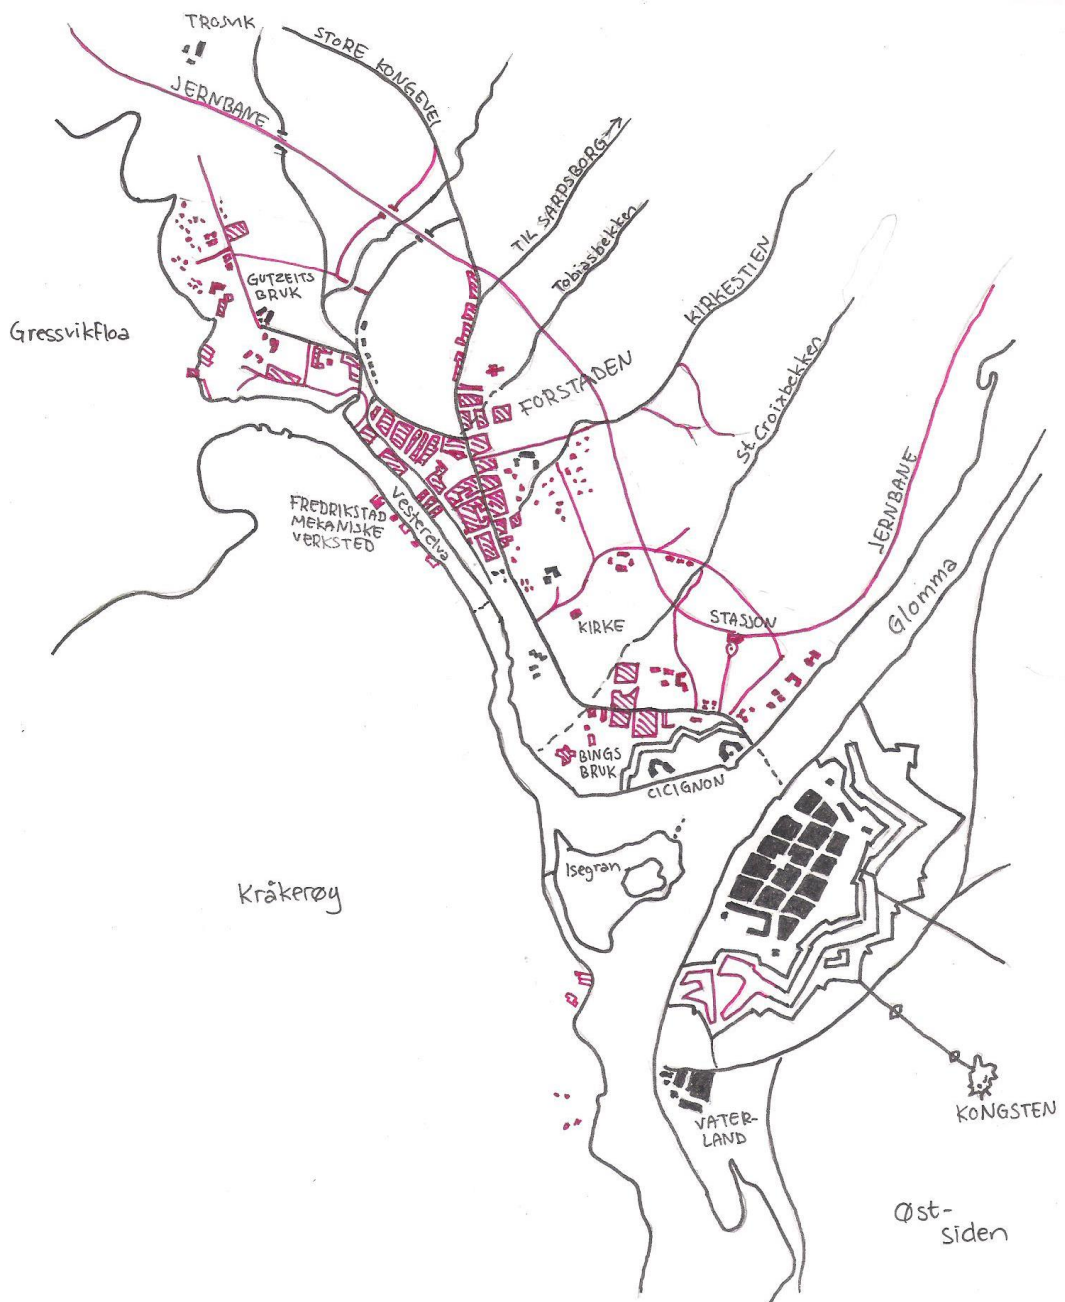 TROSVIK
STORE KONGEVEI
JERNBANE
TIL SARPSBORG
Tobiasbekken
KIRKESTIEN
GUTZEITS
BRUK
Gressvikfloa
FORSTADEN
St. Croixbekken
JERNBANE
FREDRIKSTAD
MEKANISKE
VERKSTED
Vesterelva
Glomma
STASJON
KIRKE
BINGS
BRUK
CICIGNON
Isegran
Kråkerøy
KONGSTEN
VATER-
LAND
Øst-
siden